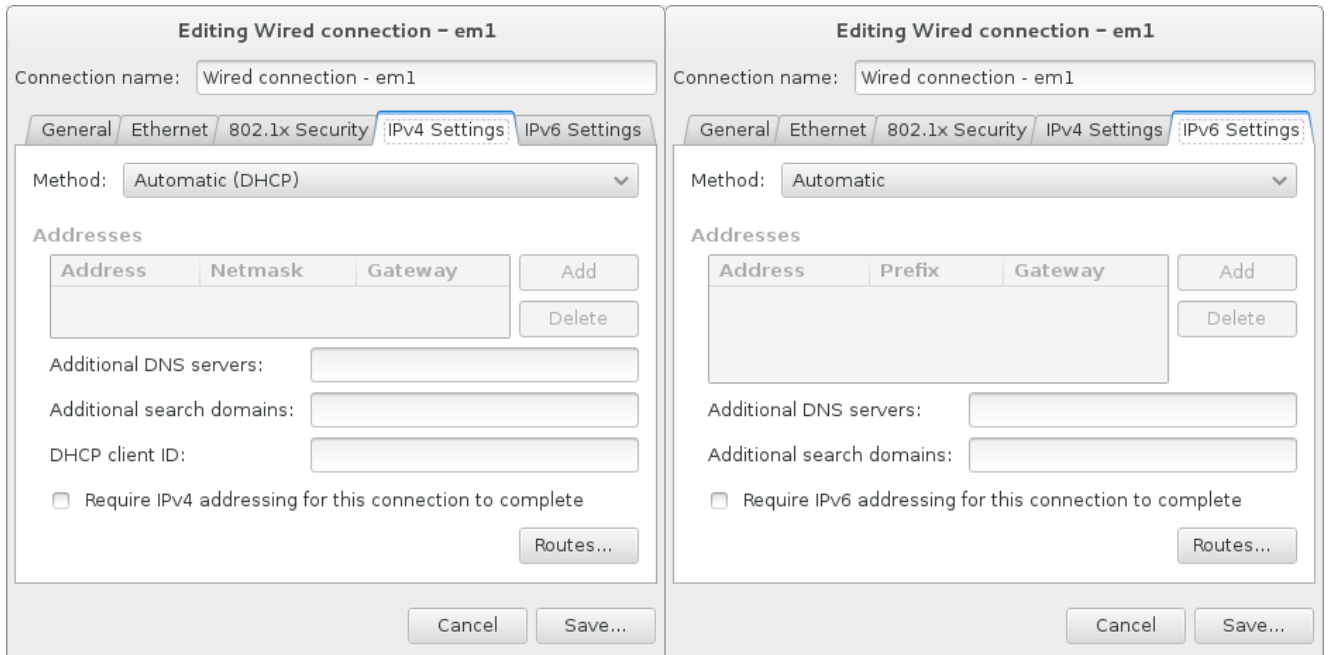 Editing Wired connection – em1
Connection name: Wired connection - em1
General Ethernet 802.1x Security IPv4 Settings IPv6 Settings
Method: Automatic (DHCP)
Addresses
Address Netmask Gateway Add
Delete
Additional DNS servers:
Additional search domains:
DHCP client ID:
Require IPv4 addressing for this connection to complete
Routes...
Cancel Save...
Editing Wired connection – em1
Connection name: Wired connection - em1
General Ethernet 802.1x Security IPv4 Settings IPv6 Settings
Method: Automatic
Addresses
Address Prefix Gateway Add
Delete
Additional DNS servers:
Additional search domains:
Require IPv6 addressing for this connection to complete
Routes...
Cancel Save...